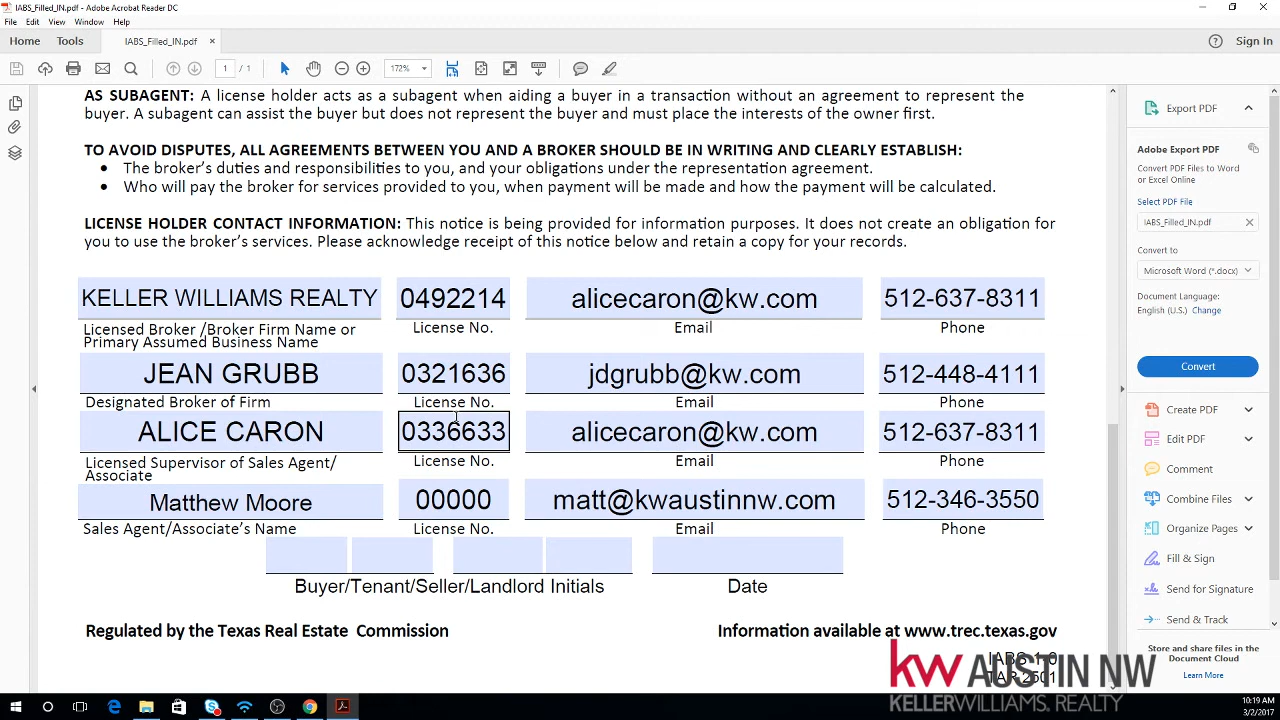 IABS_Filled_IN.pdf - Adobe Acrobat Reader DC
File Edit View Window Help
Home Tools IABS_Filled_IN.pdf × ? Sign In
1 / 1 172%
AS SUBAGENT: A license holder acts as a subagent when aiding a buyer in a transaction without an agreement to represent the
buyer. A subagent can assist the buyer but does not represent the buyer and must place the interests of the owner first.
TO AVOID DISPUTES, ALL AGREEMENTS BETWEEN YOU AND A BROKER SHOULD BE IN WRITING AND CLEARLY ESTABLISH:
• The broker's duties and responsibilities to you, and your obligations under the representation agreement.
• Who will pay the broker for services provided to you, when payment will be made and how the payment will be calculated.
LICENSE HOLDER CONTACT INFORMATION: This notice is being provided for information purposes. It does not create an obligation for
you to use the broker's services. Please acknowledge receipt of this notice below and retain a copy for your records.
KELLER WILLIAMS REALTY 0492214 alicecaron@kw.com 512-637-8311
Licensed Broker /Broker Firm Name or License No. Email Phone
Primary Assumed Business Name
JEAN GRUBB 0321636 jdgrubb@kw.com 512-448-4111
Designated Broker of Firm License No. Email Phone
ALICE CARON 0336633 alicecaron@kw.com 512-637-8311
Licensed Supervisor of Sales Agent/ License No. Email Phone
Associate
Matthew Moore 00000 matt@kwaustinnw.com 512-346-3550
Sales Agent/Associate's Name License No. Email Phone
Buyer/Tenant/Seller/Landlord Initials Date
Regulated by the Texas Real Estate Commission Information available at www.trec.texas.gov
IABS 1-0
TAR 2501
kw AUSTIN NW
KELLERWILLIAMS. REALTY
Export PDF
Adobe Export PDF
Convert PDF Files to Word
or Excel Online
Select PDF File
IABS_Filled_IN.pdf ×
Convert to
Microsoft Word (*.docx)
Document Language:
English (U.S.) Change
Convert
Create PDF
Edit PDF
Comment
Combine Files
Organize Pages
Fill & Sign
Send for Signature
Send & Track
Store and share files in the
Document Cloud
Learn More
10:19 AM
3/2/2017